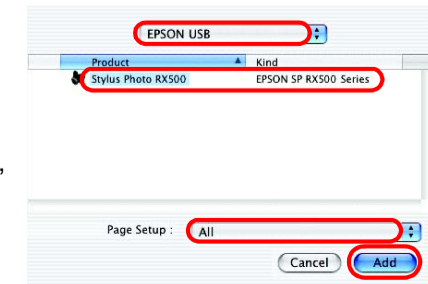 EPSON USB
Product Kind
Stylus Photo RX500 EPSON SP RX500 Series
,
Page Setup : All
Cancel Add